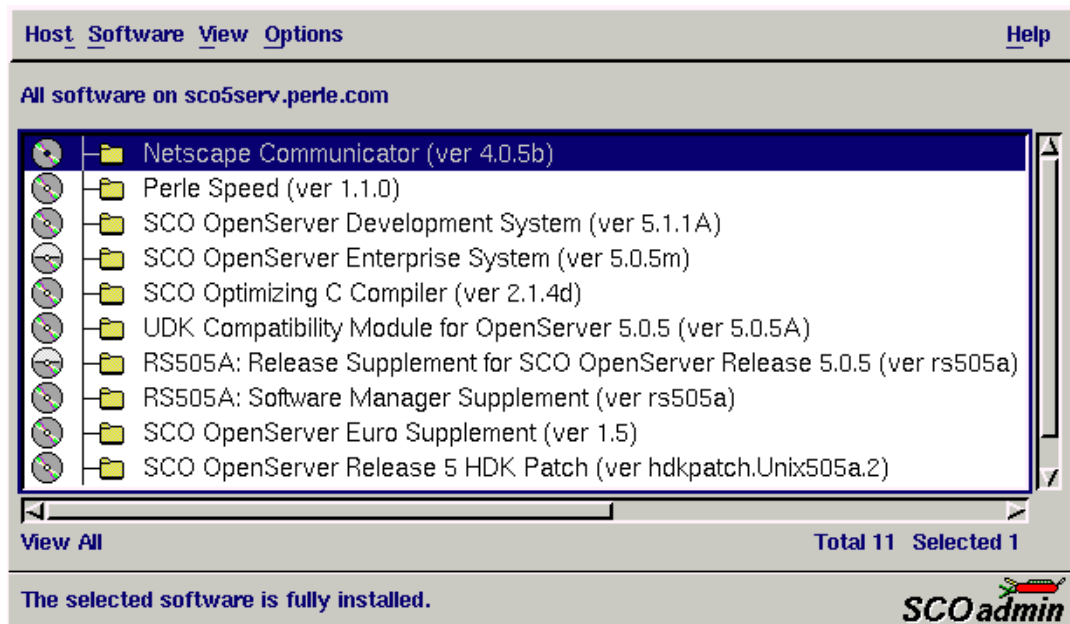 Host Software View Options Help
All software on sco5serv.perle.com
Netscape Communicator (ver 4.0.5b)
Perle Speed (ver 1.1.0)
SCO OpenServer Development System (ver 5.1.1A)
SCO OpenServer Enterprise System (ver 5.0.5m)
SCO Optimizing C Compiler (ver 2.1.4d)
UDK Compatibility Module for OpenServer 5.0.5 (ver 5.0.5A)
RS505A: Release Supplement for SCO OpenServer Release 5.0.5 (ver rs505a)
RS505A: Software Manager Supplement (ver rs505a)
SCO OpenServer Euro Supplement (ver 1.5)
SCO OpenServer Release 5 HDK Patch (ver hdkpatch.Unix505a.2)
View All Total 11 Selected 1
The selected software is fully installed. SCOadmin